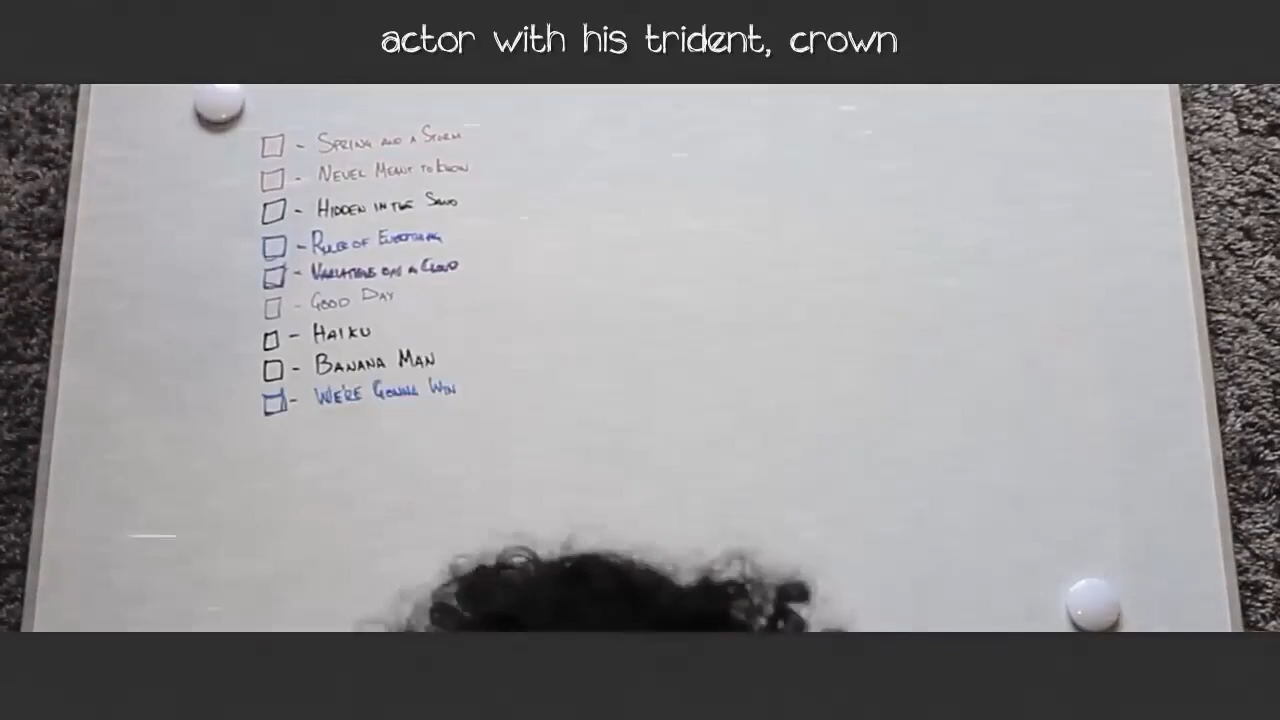 actor with his trident, crown
- SPRING AND A STORM
- NEVER MEANT TO KNOW
- HIDDEN IN THE SAND
- RULER OF EVERYTHING
- VARIATIONS ON A CLOUD
- GOOD DAY
- HAIKU
- BANANA MAN
- WE'RE GONNA WIN